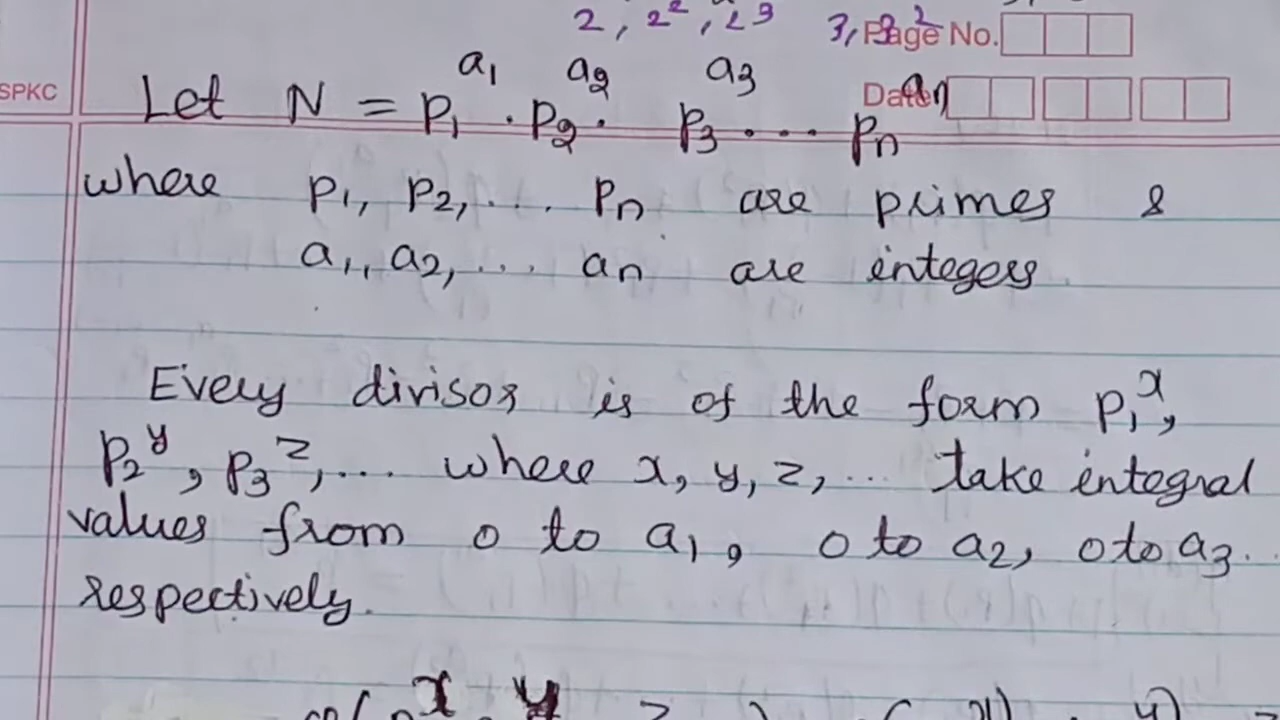 2, 2², 2³ 3, 3² Page No.
SPKC Date
Let N = p₁^a₁ · p₂^a₂ · p₃^a₃ .... pₙ^aₙ
where p₁, p₂, ... pₙ are primes &
a₁, a₂, ... aₙ are integers
Every divisor is of the form p₁^x,
p₂^y, p₃^z, ... where x, y, z, ... take integral
values from 0 to a₁, 0 to a₂, 0 to a₃..
respectively.